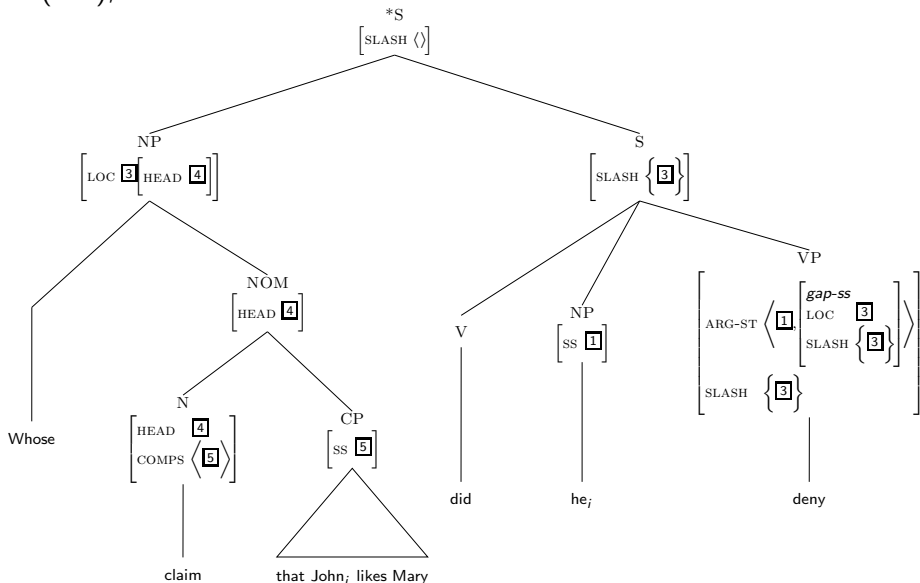 *S
[SLASH ⟨⟩]
NP
S
[LOC 3[HEAD 4]]
[SLASH {3}]
NOM
VP
[HEAD 4]
gap-ss
V
NP
ARG-ST ⟨1, LOC 3
[SS 1]
SLASH {3}⟩
N
CP
SLASH {3}
[HEAD 4
[SS 5]
COMPS ⟨5⟩]
Whose
did
he_i
deny
claim
that John_i likes Mary